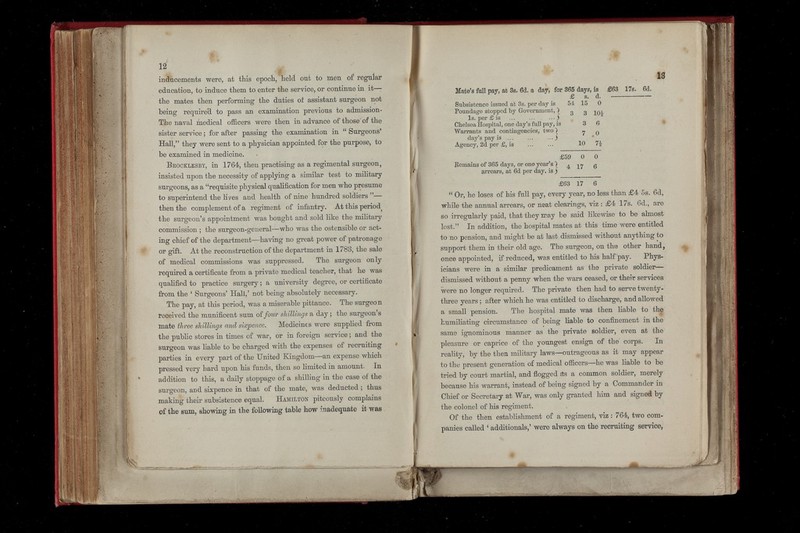 12
inducements were, at this epoch, held out to men of regular
education, to induce them to enter the service, or continue in it—
the mates then performing the duties of assistant surgeon not
being required to pass an examination previous to admission·
The naval medical officers were then in advance of those of the
sister service; for after passing the examination in “ Surgeons’
Hall,” they were sent to a physician appointed for the purpose, to
be examined in medicine.
Brocklesby, in 1764, then practising as a regimental surgeon,
insisted upon the necessity of applying a similar test to military
surgeons, as a “requisite physical qualification for men who presume
to superintend the lives and health of nine hundred soldiers ”—
then the complement of a regiment of infantry. At this period
the surgeon's appointment was bought and sold like the military
commission ; the surgeon-general—who was the ostensible or act-
ing chief of the department—having no great power of patronage
or gift. At the reconstruction of the department in 1783, the sale
of medical commissions was suppressed. The surgeon only
required a certificate from a private medical teacher, that he was
qualified to practice surgery ; a university degree, or certificate
from the ‘ Surgeons’ Hall,’ not being absolutely necessary.
The pay, at this period, was a miserable pittance. The surgeon
received the munificent sum of four shillings a day ; the surgeon's
mate three shillings and sixpence. Medicines were supplied from
the public stores in times of war, or in foreign service ; and the
surgeon was liable to be charged with the expenses of recruiting
parties in every part of the United Kingdom—an expense which
pressed very hard upon his funds, then so limited in amount. In
addition to this, a daily stoppage of a shilling in the case of the
surgeon, and sixpence in that of the mate, was deducted ; thus
making their subsistence equal. Hamilton piteously complains
of the sum, showing in the following table how inadequate it was
13
Mate's full pay, at 3s. 6d. a day, for 365 days, is £63 17s. 6d.
£ s. d.
Subsistence issued at 3s. per day is 54 15 0
Poundage stopped by Government, } 3 3 10½
1s. per £ is ... ... ... }
Chelsea Hospital, one day's full pay, is 3 6
Warrants and contingencies, two }
day's pay is ... ... ... } 7 0
Agency, 2d per £, is ... ... 10 7½
£59 0 0
Remains of 365 days, or one year's } 4 17 6
arrears, at 6d per day, is }
£63 17 6
“ Or, he loses of his full pay, every year, no less than £4 5s. 6d,
while the annual arrears, or neat clearings, viz : £4 17s. 6d., are
so irregularly paid, that they may be said likewise to be almost
lost.” In addition, the hospital mates at this time were entitled
to no pension, and might be at last dismissed without anything to
support them in their old age. The surgeon, on the other hand,
once appointed, if reduced, was entitled to his half pay. Phys-
icians were in a similar predicament as the private soldier—
dismissed without a penny when the wars ceased, or their services
were no longer required. The private then had to serve twenty-
three years ; after which he was entitled to discharge, and allowed
a small pension. The hospital mate was then liable to the
humiliating circumstance of being liable to confinement in the
same ignominous manner as the private soldier, even at the
pleasure or caprice of the youngest ensign of the corps. In
reality, by the then military laws—outrageous as it may appear
to the present generation of medical officers—he was liable to be
tried by court martial, and flogged as a common soldier, merely
because his warrant, instead of being signed by a Commander in
Chief or Secretary at War, was only granted him and signed by
the colonel of his regiment.
Of the then establishment of a regiment, viz : 764, two com-
panies called ‘ additionals,’ were always on the recruiting service,